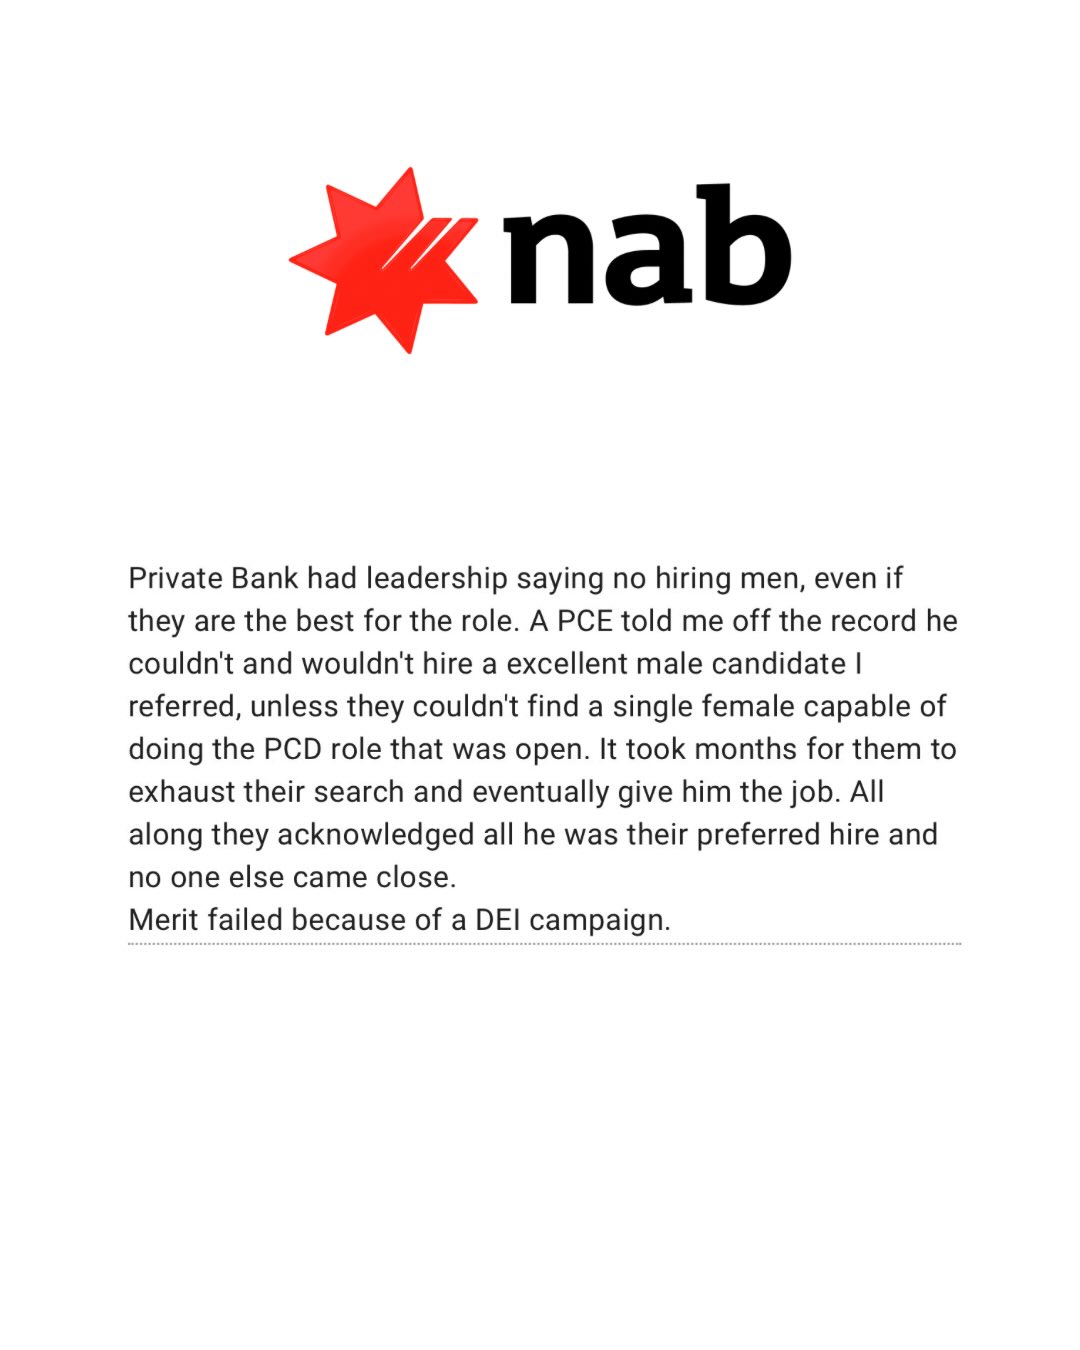 nab
Private Bank had leadership saying no hiring men, even if
they are the best for the role. A PCE told me off the record he
couldn't and wouldn't hire a excellent male candidate I
referred, unless they couldn't find a single female capable of
doing the PCD role that was open. It took months for them to
exhaust their search and eventually give him the job. All
along they acknowledged all he was their preferred hire and
no one else came close.
Merit failed because of a DEI campaign.